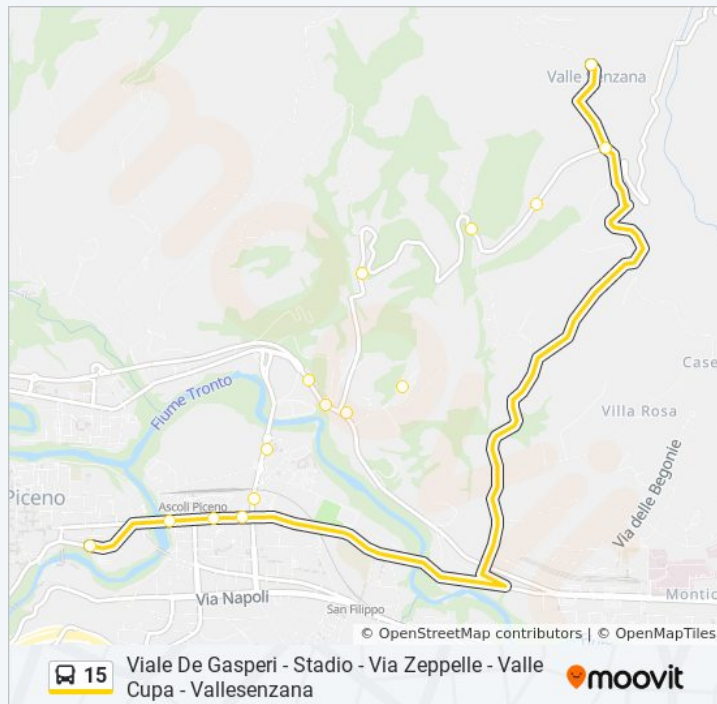 Valle Senzana
Fiume Tronto
Case
Villa Rosa
Via delle Begonie
Piceno
Ascoli Piceno
Via Napoli
San Filippo
Montic
© OpenStreetMap contributors | © OpenMapTiles
15
Viale De Gasperi - Stadio - Via Zeppelle - Valle
Cupa - Vallesenzana
moovit